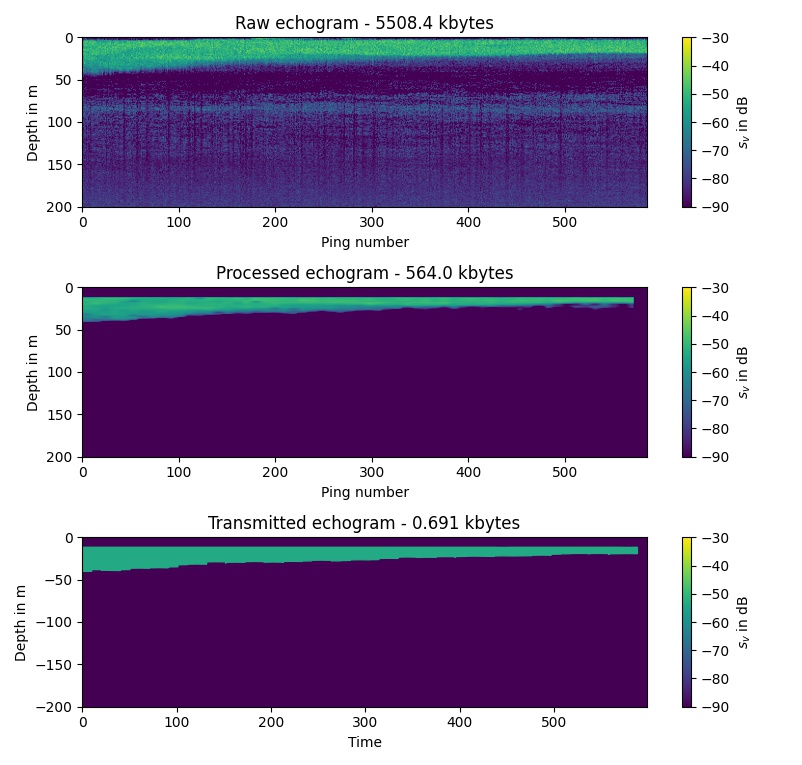 Raw echogram - 5508.4 kbytes
0
50
100
150
200
Depth in m
0 100 200 300 400 500
Ping number
−30
−40
−50
−60
−70
−80
−90
sv in dB
Processed echogram - 564.0 kbytes
0
50
100
150
200
Depth in m
0 100 200 300 400 500
Ping number
−30
−40
−50
−60
−70
−80
−90
sv in dB
Transmitted echogram - 0.691 kbytes
0
−50
−100
−150
−200
Depth in m
0 100 200 300 400 500
Time
−30
−40
−50
−60
−70
−80
−90
sv in dB